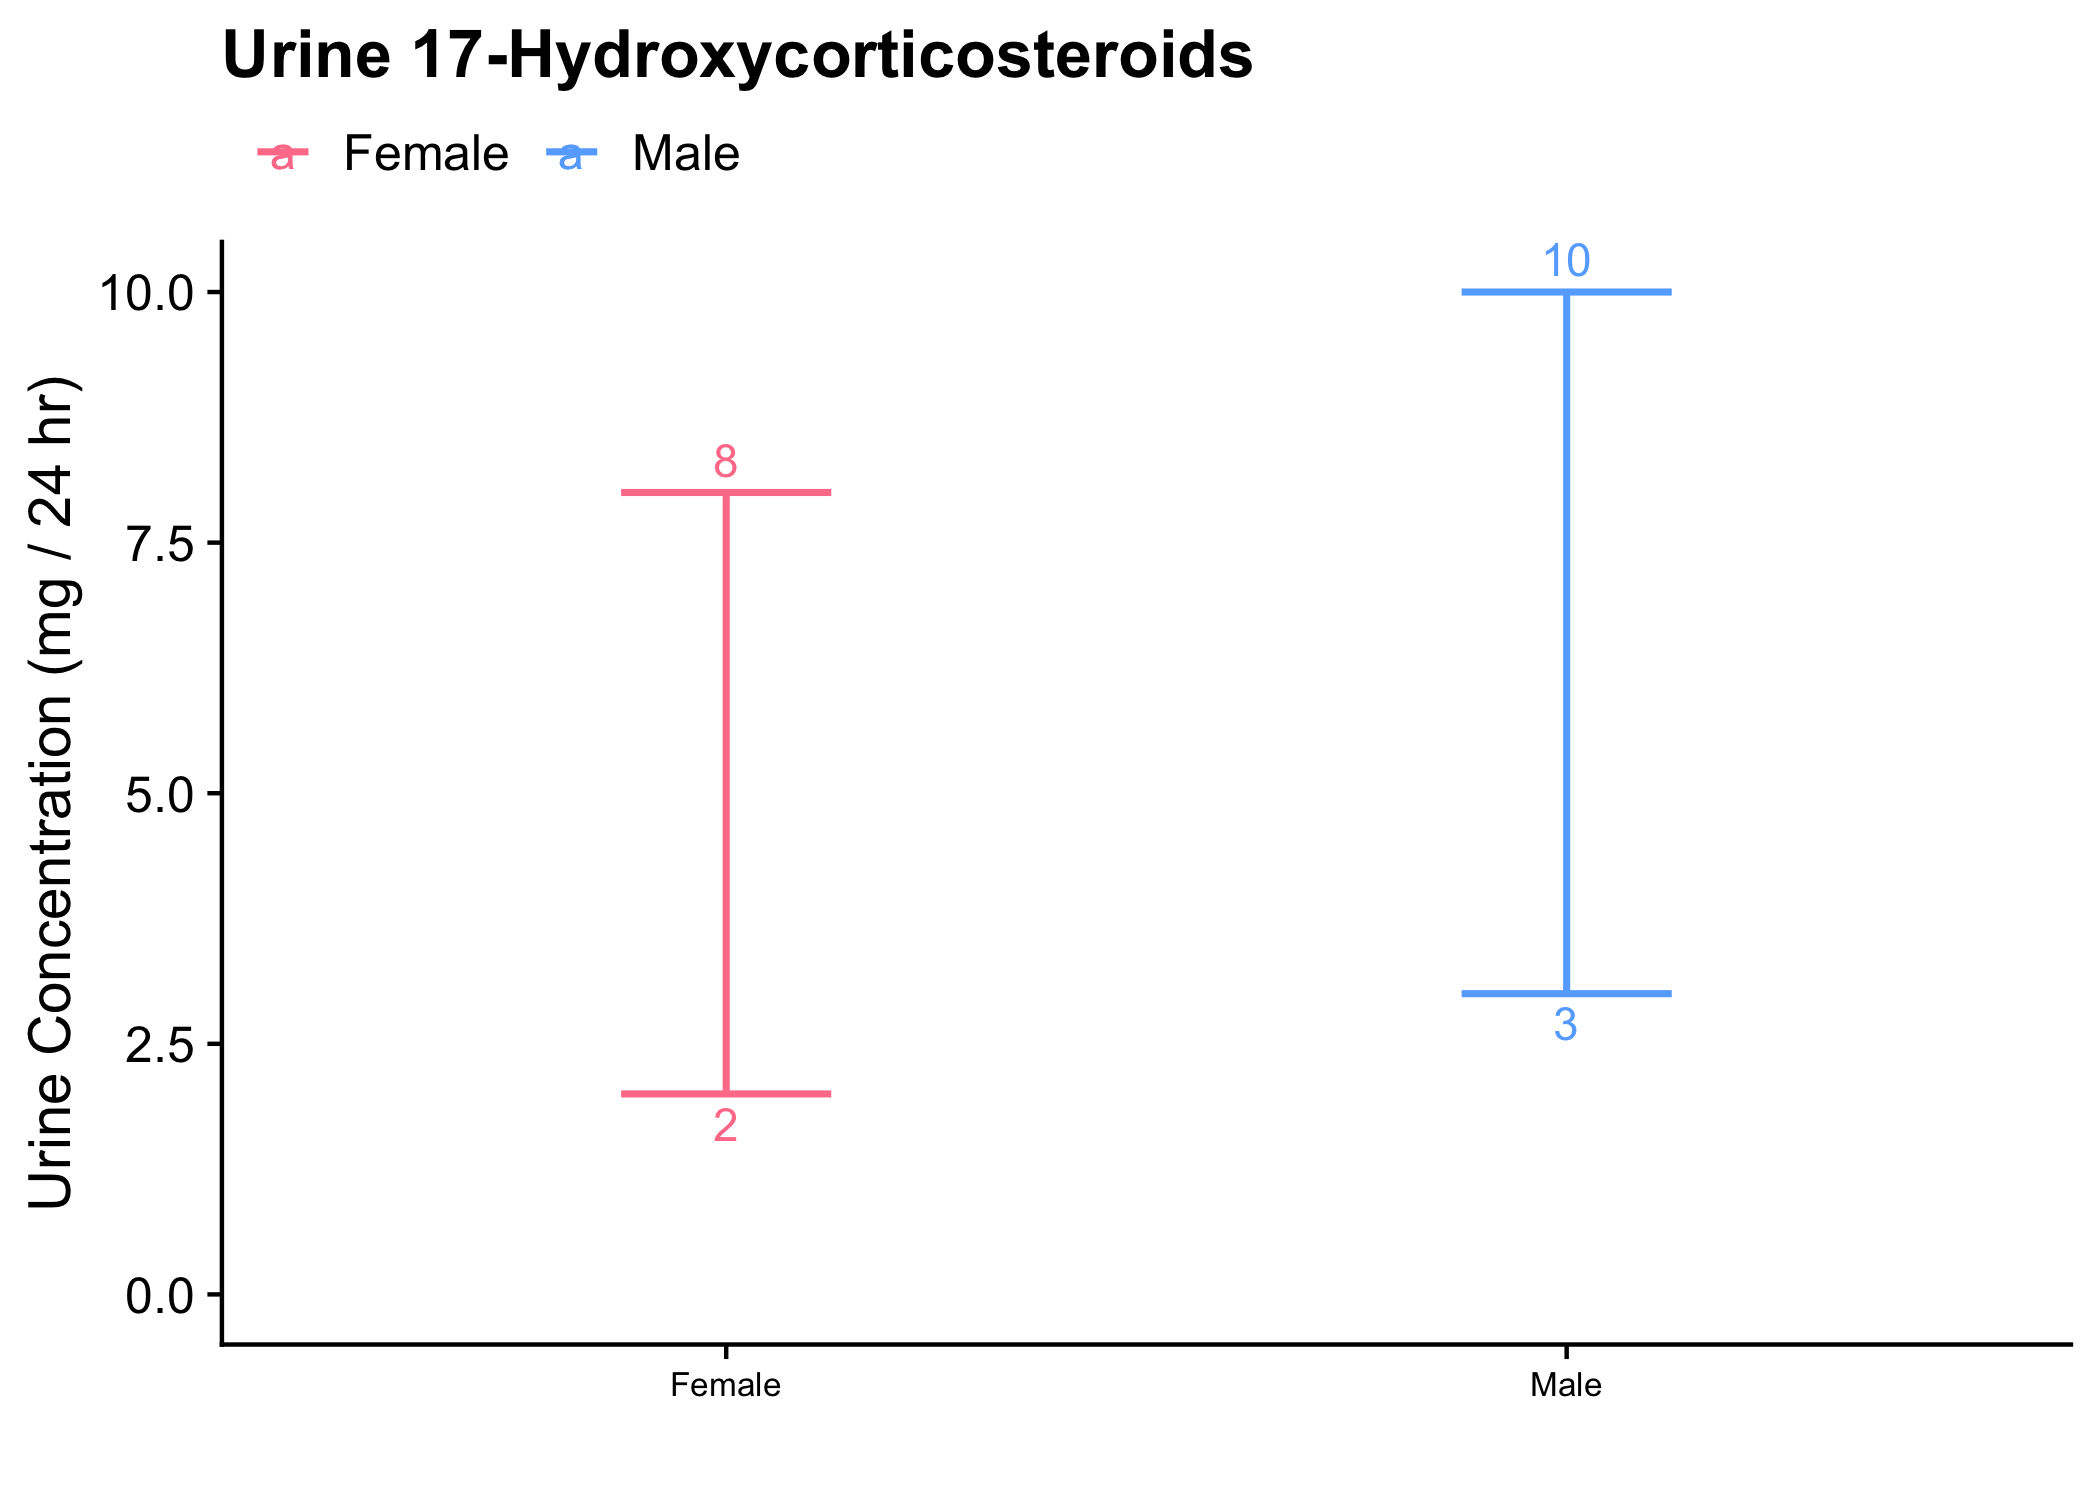 Urine 17-Hydroxycorticosteroids
a Female a Male
Urine Concentration (mg / 24 hr)
10.0
7.5
5.0
2.5
0.0
10
8
3
2
Female Male